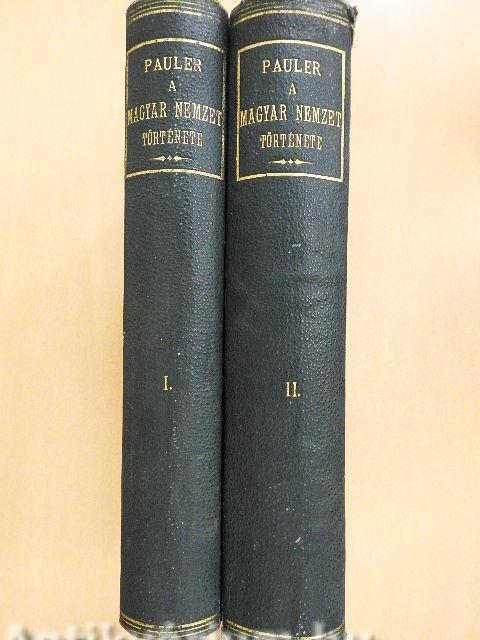 PAULER
A
MAGYAR NEMZET
TÖRTÉNETE
I.
PAULER
A
MAGYAR NEMZET
TÖRTÉNETE
II.